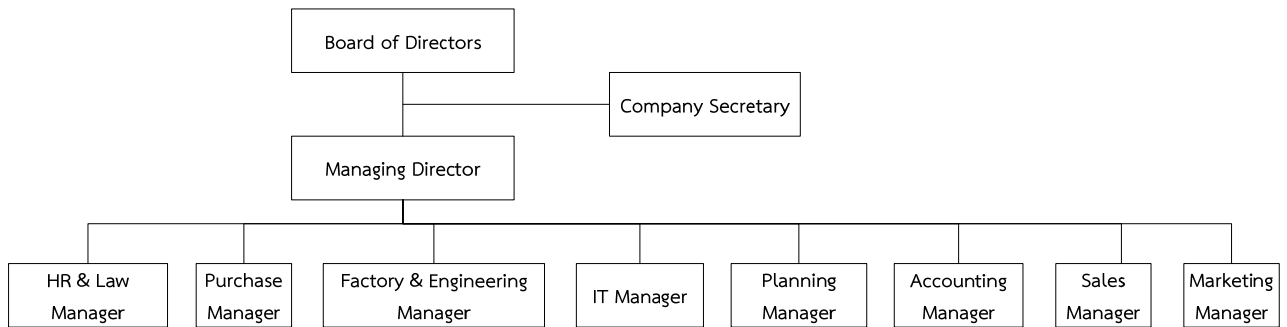 Board of Directors
Company Secretary
Managing Director
HR & Law
Manager
Purchase
Manager
Factory & Engineering
Manager
IT Manager
Planning
Manager
Accounting
Manager
Sales
Manager
Marketing
Manager